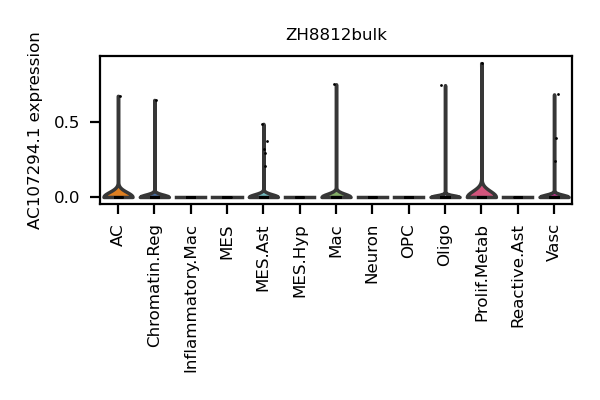 ZH8812bulk
AC107294.1 expression
0.5
0.0
AC
Chromatin.Reg
Inflammatory.Mac
MES
MES.Ast
MES.Hyp
Mac
Neuron
OPC
Oligo
Prolif.Metab
Reactive.Ast
Vasc